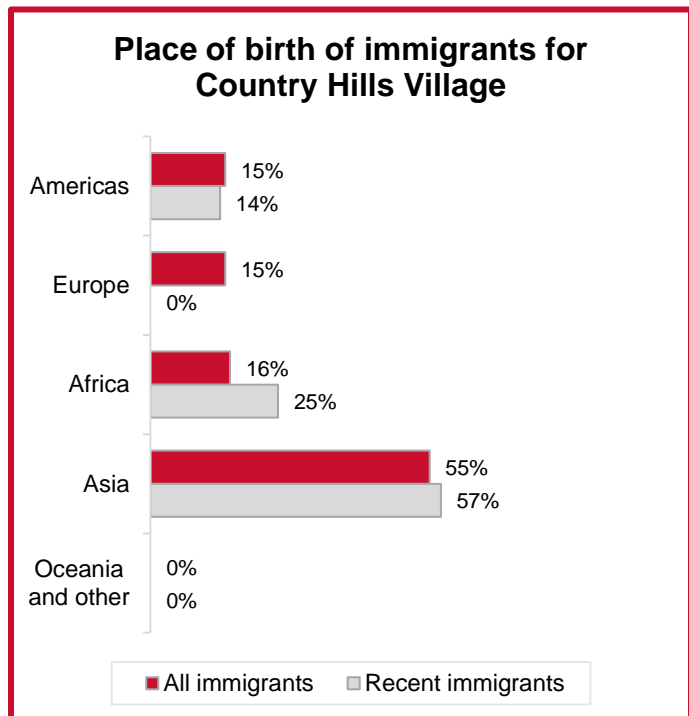 Place of birth of immigrants for
Country Hills Village
Americas
15%
14%
Europe
15%
0%
Africa
16%
25%
Asia
55%
57%
Oceania
and other
0%
0%
All immigrants
Recent immigrants